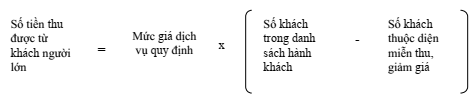 Số tiền thu
được từ
khách người
lớn
=
Mức giá dịch
vụ quy định
x
Số khách
trong danh
sách hành
khách
-
Số khách
thuộc diện
miễn thu,
giảm giá